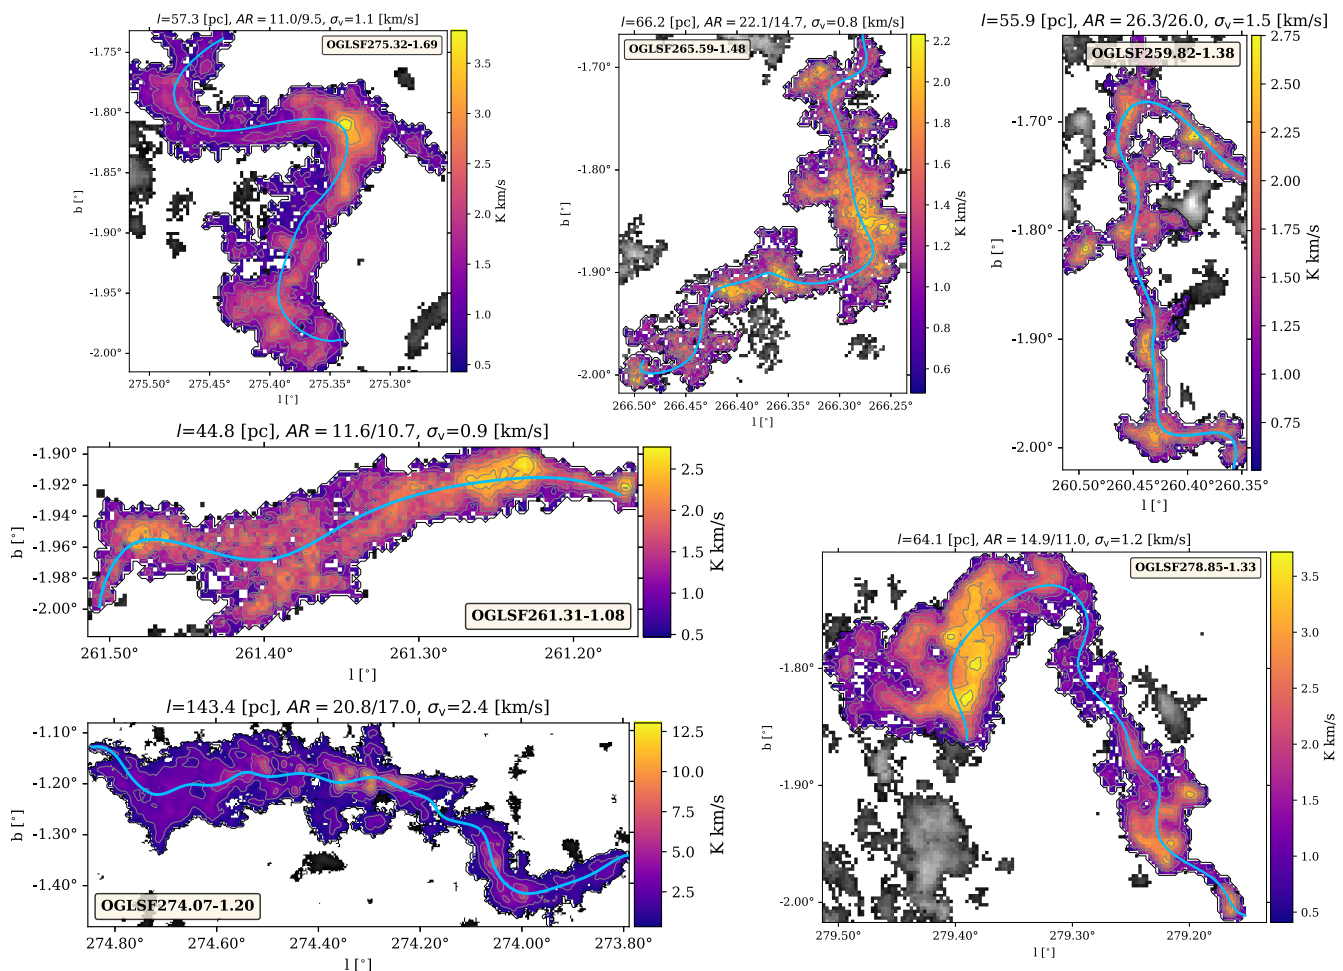 l=57.3 [pc], AR = 11.0/9.5, σv=1.1 [km/s]
OGLSF275.32-1.69
-1.75°
-1.80°
-1.85°
-1.90°
-1.95°
-2.00°
b [°]
275.50° 275.45° 275.40° 275.35° 275.30°
l [°]
3.5
3.0
2.5
2.0
1.5
1.0
0.5
K km/s
l=66.2 [pc], AR = 22.1/14.7, σv=0.8 [km/s]
OGLSF265.59-1.48
-1.70°
-1.80°
-1.90°
-2.00°
b [°]
266.50° 266.45° 266.40° 266.35° 266.30° 266.25°
l [°]
2.2
2.0
1.8
1.6
1.4
1.2
1.0
0.8
0.6
K km/s
l=55.9 [pc], AR = 26.3/26.0, σv=1.5 [km/s]
OGLSF259.82-1.38
-1.70°
-1.80°
-1.90°
-2.00°
b [°]
260.50° 260.45° 260.40° 260.35°
l [°]
2.75
2.50
2.25
2.00
1.75
1.50
1.25
1.00
0.75
K km/s
l=44.8 [pc], AR = 11.6/10.7, σv=0.9 [km/s]
-1.90°
-1.92°
-1.94°
-1.96°
-1.98°
-2.00°
b [°]
OGLSF261.31-1.08
261.50° 261.40° 261.30° 261.20°
l [°]
2.5
2.0
1.5
1.0
0.5
K km/s
l=64.1 [pc], AR = 14.9/11.0, σv=1.2 [km/s]
OGLSF278.85-1.33
-1.80°
-1.90°
-2.00°
b [°]
279.50° 279.40° 279.30° 279.20°
l [°]
3.5
3.0
2.5
2.0
1.5
1.0
0.5
K km/s
l=143.4 [pc], AR = 20.8/17.0, σv=2.4 [km/s]
-1.10°
-1.20°
-1.30°
-1.40°
b [°]
OGLSF274.07-1.20
274.80° 274.60° 274.40° 274.20° 274.00° 273.80°
l [°]
12.5
10.0
7.5
5.0
2.5
K km/s